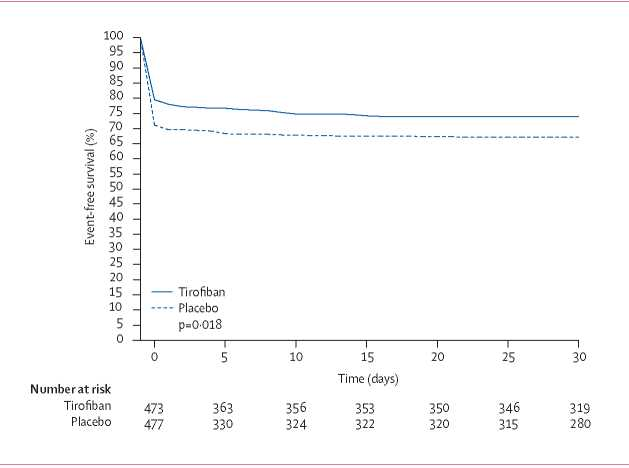 100
95
90
85
80
75
70
65
60
55
50
45
40
35
30
25
20
15
10
5
0
Event-free survival (%)
Tirofiban
Placebo
p=0·018
0 5 10 15 20 25 30
Time (days)
Number at risk
Tirofiban 473 363 356 353 350 346 319
Placebo 477 330 324 322 320 315 280